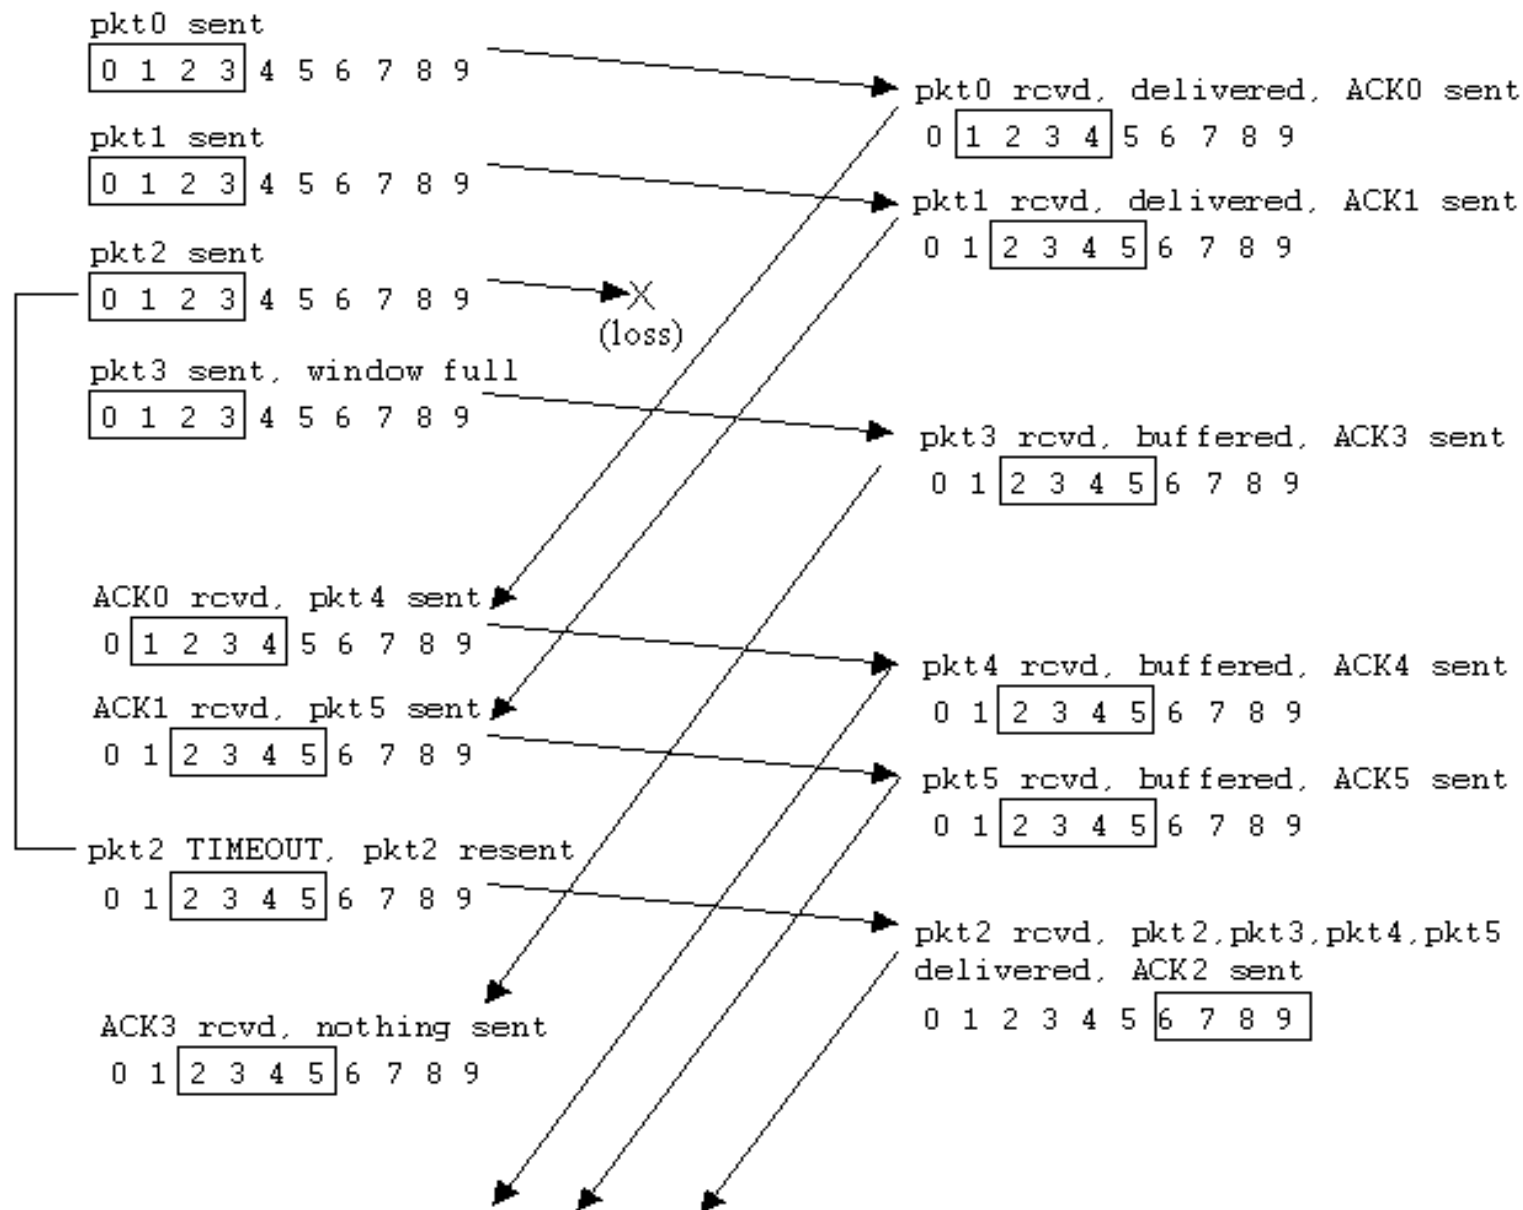 pkt0 sent
0 1 2 3 4 5 6 7 8 9
pkt1 sent
0 1 2 3 4 5 6 7 8 9
pkt2 sent
0 1 2 3 4 5 6 7 8 9
(loss)
pkt3 sent, window full
0 1 2 3 4 5 6 7 8 9
ACK0 rcvd, pkt4 sent
0 1 2 3 4 5 6 7 8 9
ACK1 rcvd, pkt5 sent
0 1 2 3 4 5 6 7 8 9
pkt2 TIMEOUT, pkt2 resent
0 1 2 3 4 5 6 7 8 9
ACK3 rcvd, nothing sent
0 1 2 3 4 5 6 7 8 9
pkt0 rcvd, delivered, ACK0 sent
0 1 2 3 4 5 6 7 8 9
pkt1 rcvd, delivered, ACK1 sent
0 1 2 3 4 5 6 7 8 9
pkt3 rcvd, buffered, ACK3 sent
0 1 2 3 4 5 6 7 8 9
pkt4 rcvd, buffered, ACK4 sent
0 1 2 3 4 5 6 7 8 9
pkt5 rcvd, buffered, ACK5 sent
0 1 2 3 4 5 6 7 8 9
pkt2 rcvd, pkt2,pkt3,pkt4,pkt5
delivered, ACK2 sent
0 1 2 3 4 5 6 7 8 9